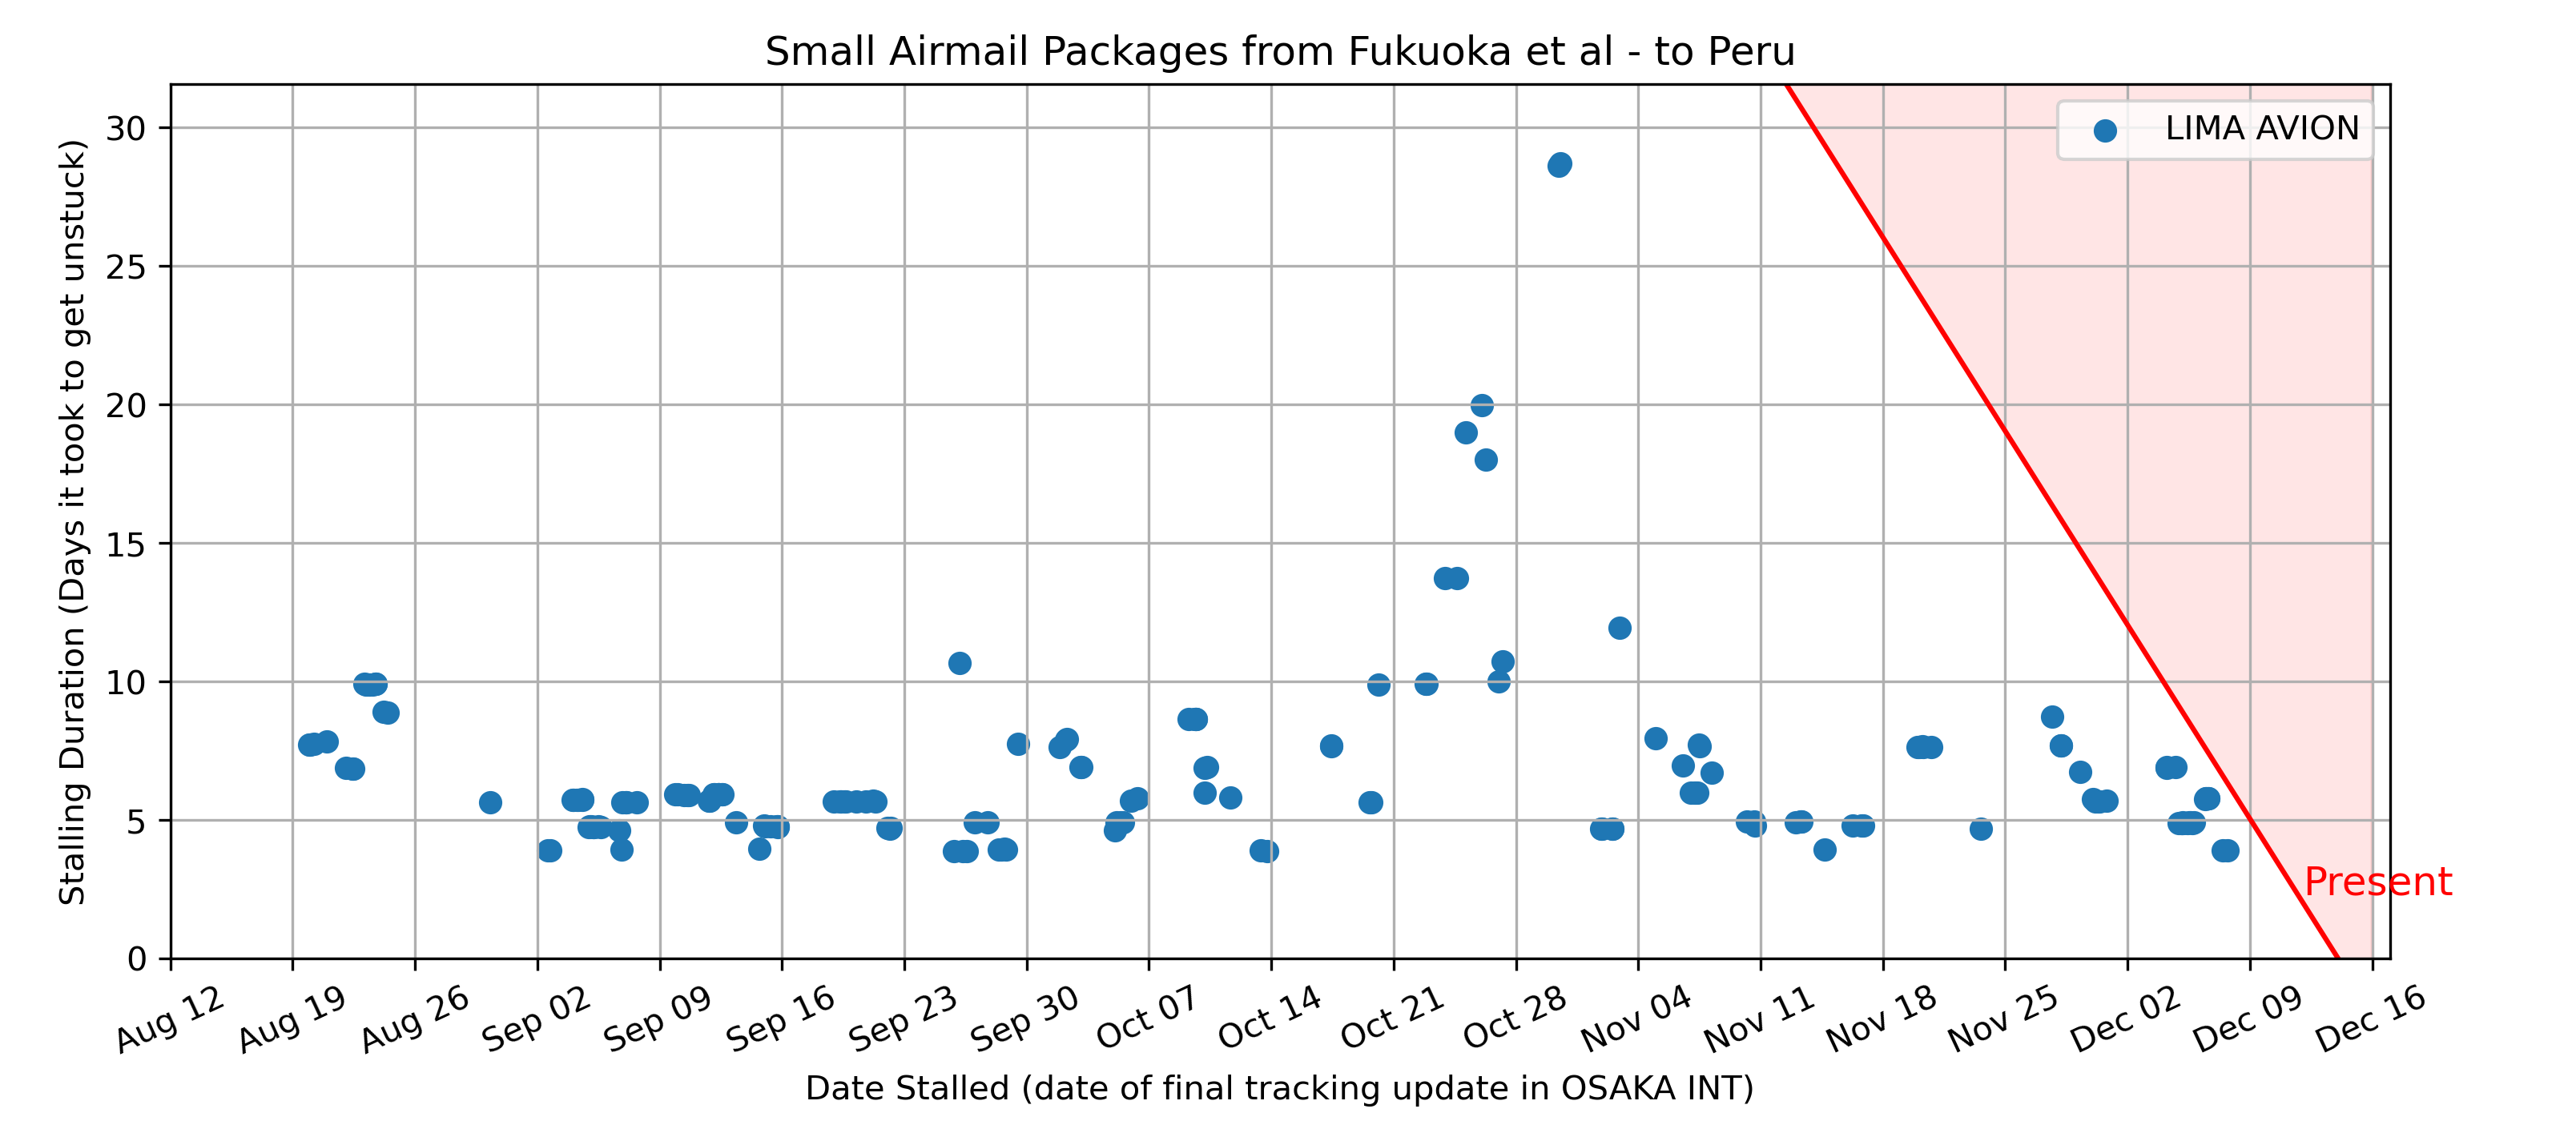 Small Airmail Packages from Fukuoka et al - to Peru
Stalling Duration (Days it took to get unstuck)
30
25
20
15
10
5
0
LIMA AVION
Present
Aug 12
Aug 19
Aug 26
Sep 02
Sep 09
Sep 16
Sep 23
Sep 30
Oct 07
Oct 14
Oct 21
Oct 28
Nov 04
Nov 11
Nov 18
Nov 25
Dec 02
Dec 09
Dec 16
Date Stalled (date of final tracking update in OSAKA INT)